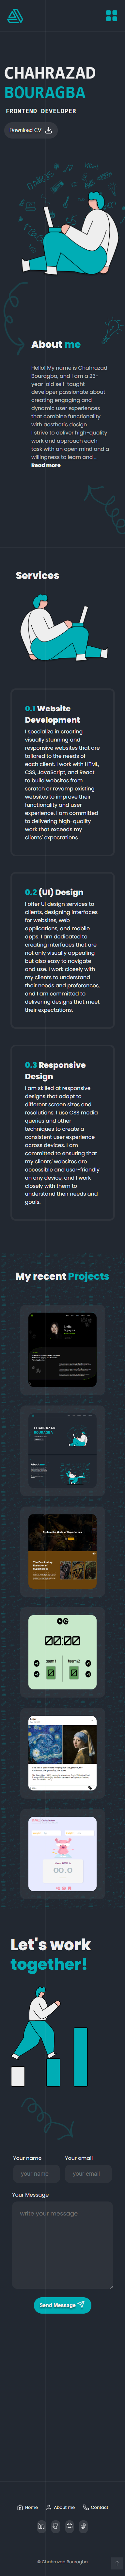 CHAHRAZAD
BOURAGBA
FRONTEND DEVELOPER
Download CV
About me
Hello! My name is Chahrazad
Bouragba, and I am a 23-
year-old self-taught
developer passionate about
creating engaging and
dynamic user experiences
that combine functionality
with aesthetic design.
I strive to deliver high-quality
work and approach each
task with an open mind and a
willingness to learn and ...
Read more
Services
0.1 Website
Development
I specialize in creating
visually stunning and
responsive websites that are
tailored to the needs of
each client. I work with HTML,
CSS, JavaScript, and React
to build websites from
scratch or revamp existing
websites to improve their
functionality and user
experience. I am committed
to delivering high-quality
work that exceeds my
clients' expectations.
0.2 (UI) Design
I offer UI design services to
clients, designing interfaces
for websites, web
applications, and mobile
apps. I am dedicated to
creating interfaces that are
not only visually appealing
but also easy to navigate
and use. I work closely with
my clients to understand
their needs and preferences,
and I am committed to
delivering designs that meet
their expectations.
0.3 Responsive
Design
I am skilled at responsive
designs that adapt to
different screen sizes and
resolutions. I use CSS media
queries and other
techniques to create a
consistent user experience
across devices. I am
committed to ensuring that
my clients' websites are
accessible and user-friendly
on any device, and I work
closely with them to
understand their needs and
goals.
My recent Projects
CHAHRAZAD
BOURAGBA
00:00
team 1 team 2
0 0
Let's work
together!
Your name Your email
your name your email
Your Message
write your message
Send Message
Home About me Contact
© Chahrazad Bouragba